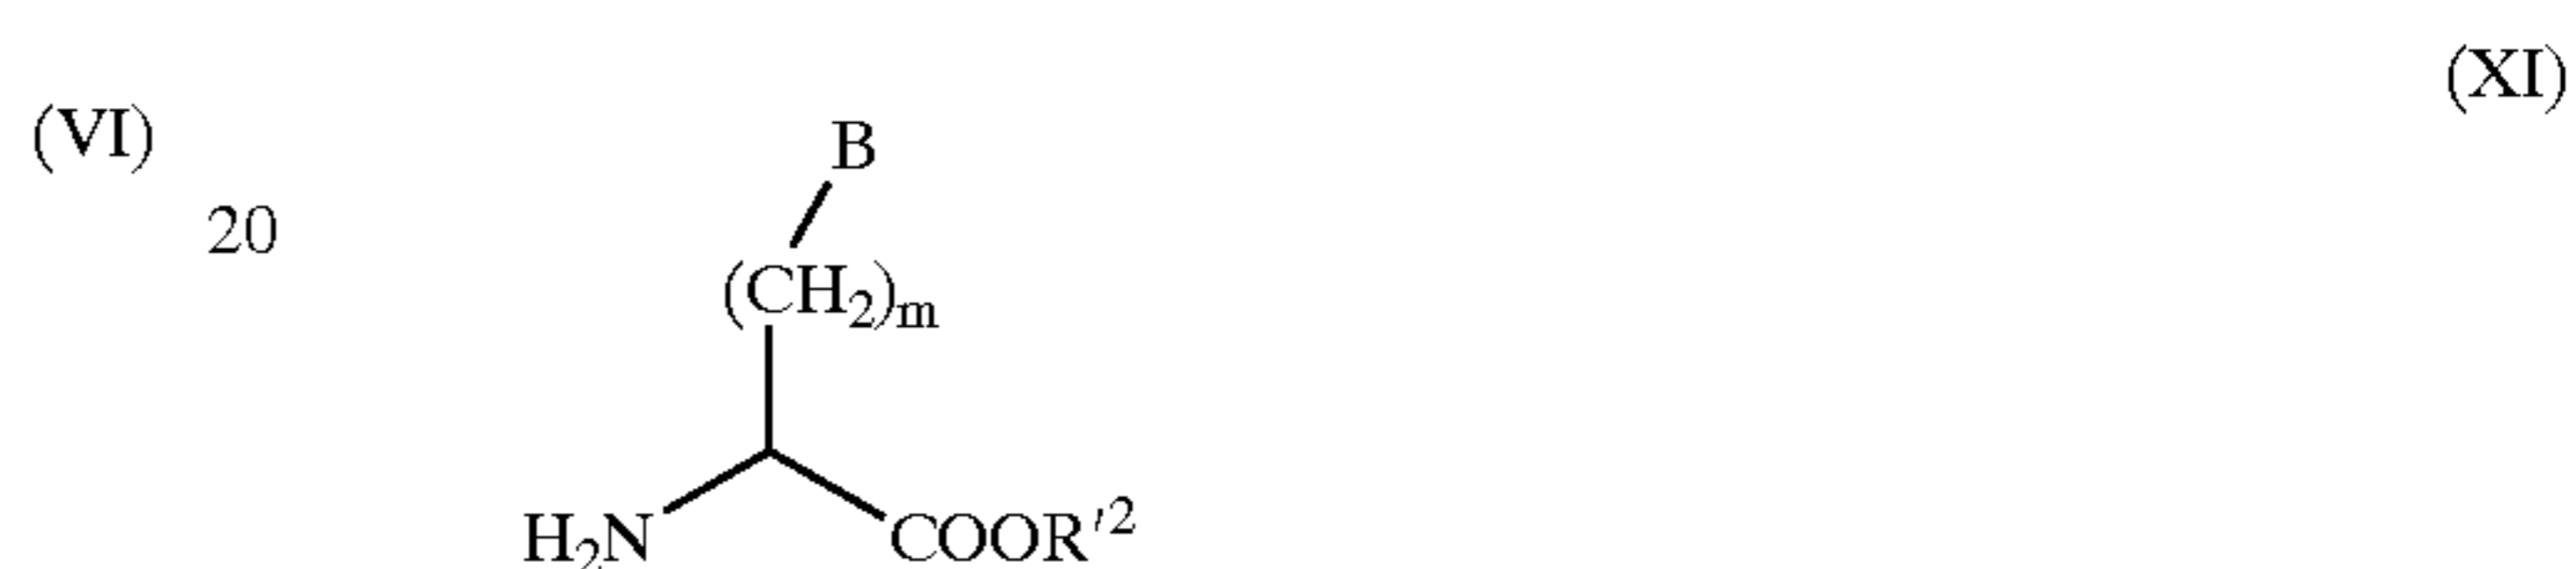 (XI)
(VI)
B
20
(CH₂)ₘ
H₂N COOR'²